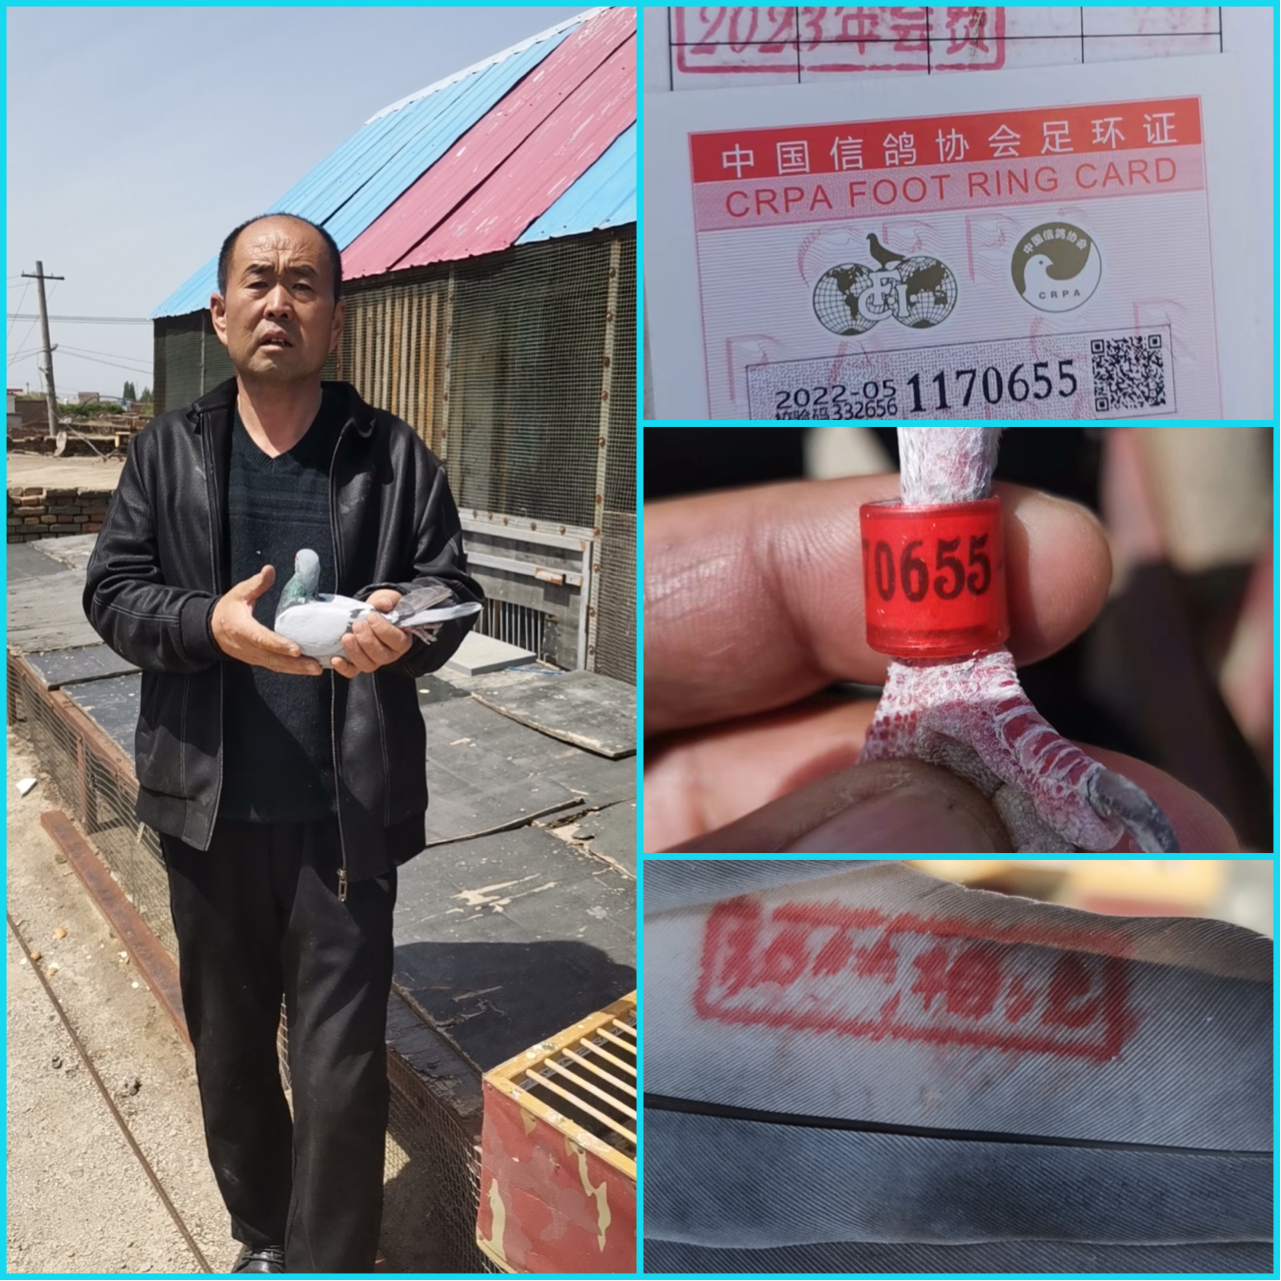 2023年会费
中国信鸽协会足环证
CRPA FOOT RING CARD
FCI
中国信鸽协会
CRPA
2022-05 1170655
校验码332656
70655